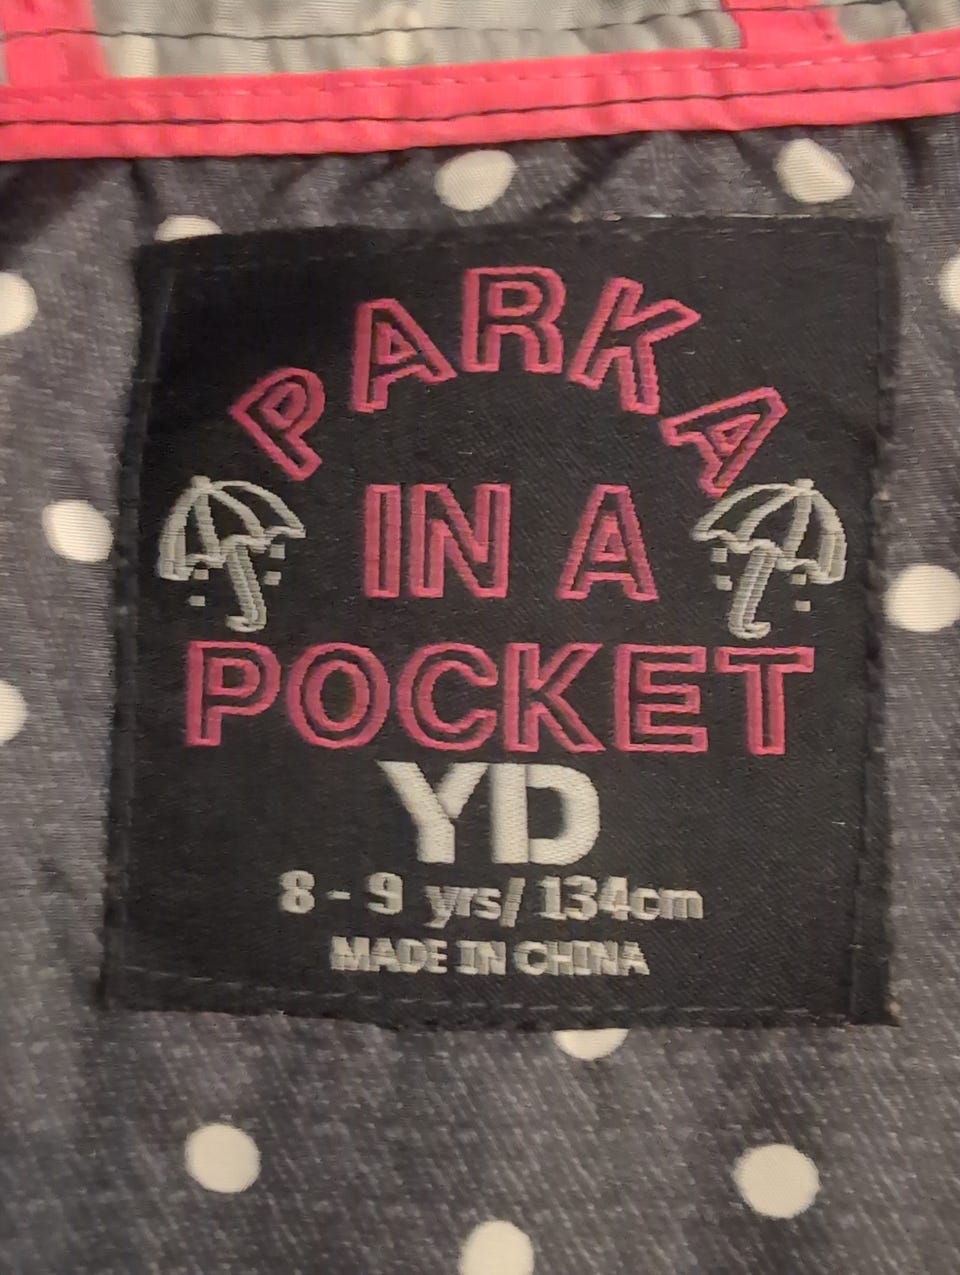 PARKA
IN A
POCKET
YD
8 - 9 yrs/ 134cm
MADE IN CHINA